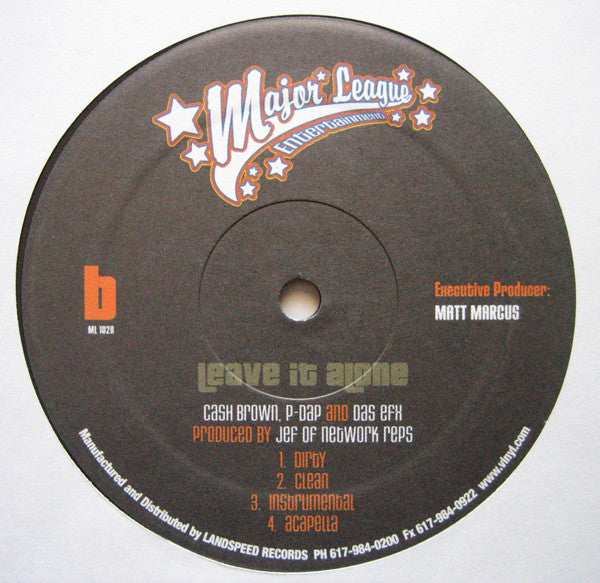 Major League
Entertainment
b
ML 1028
Executive Producer:
MATT MARCUS
Leave it Alone
CASH BROWN, P-DAP AND DAS EFX
PRODUCED BY JEF OF NETWORK REPS
1. Dirty
2. Clean
3. Instrumental
4. Acapella
Manufactured and Distributed by LANDSPEED RECORDS PH 617-984-0200 Fx 617-984-0922 www.vinyl.com